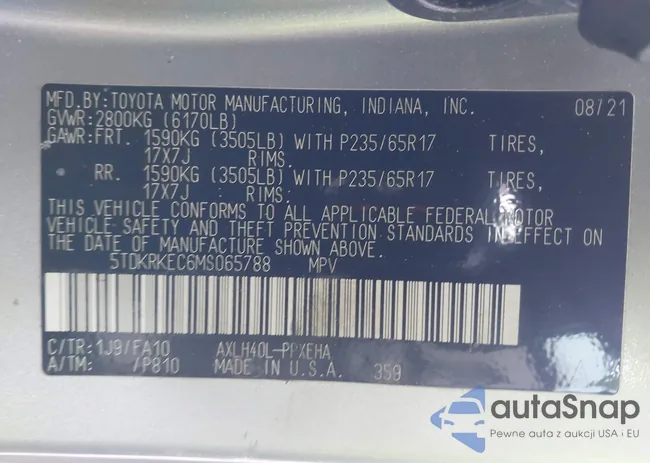 MFD.BY:TOYOTA MOTOR MANUFACTURING, INDIANA, INC. 08/21
GVWR:2800KG (6170LB)
GAWR:FRT. 1590KG (3505LB) WITH P235/65R17 TIRES,
17X7J RIMS.
RR. 1590KG (3505LB) WITH P235/65R17 TIRES,
17X7J RIMS.
THIS VEHICLE CONFORMS TO ALL APPLICABLE FEDERAL MOTOR
VEHICLE SAFETY AND THEFT PREVENTION STANDARDS IN EFFECT ON
THE DATE OF MANUFACTURE SHOWN ABOVE.
5TDKRKEC6MS065788 MPV
C/TR:1J9/FA10 AXLH40L-PPXEHA
A/TM: /P810 MADE IN U.S.A. 359
autaSnap
Pewne auta z aukcji USA i EU